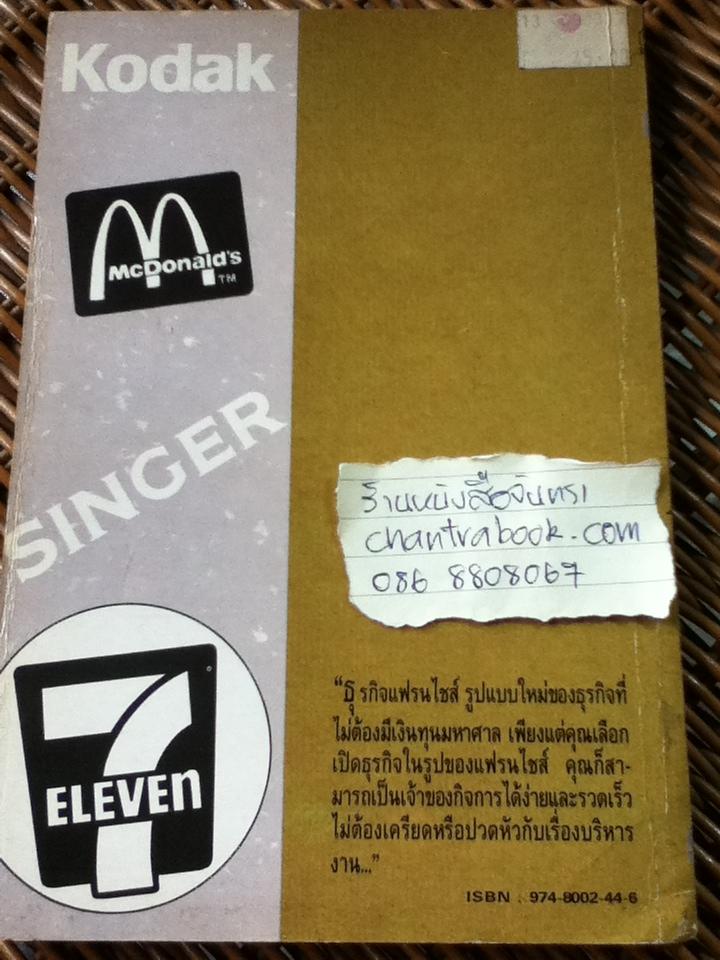 Kodak
McDonald's
TM
SINGER
7
ELEVEn
25.00
ร้านหนังสือจันทรา
chantrabook.com
086 8808067
“ธุรกิจแฟรนไชส์ รูปแบบใหม่ของธุรกิจที่
ไม่ต้องมีเงินทุนมหาศาล เพียงแต่คุณเลือก
เปิดธุรกิจในรูปของแฟรนไชส์ คุณก็สา-
มารถเป็นเจ้าของกิจการได้ง่ายและรวดเร็ว
ไม่ต้องเครียดหรือปวดหัวกับเรื่องบริหาร
งาน...”
ISBN . 974-8002-44-6